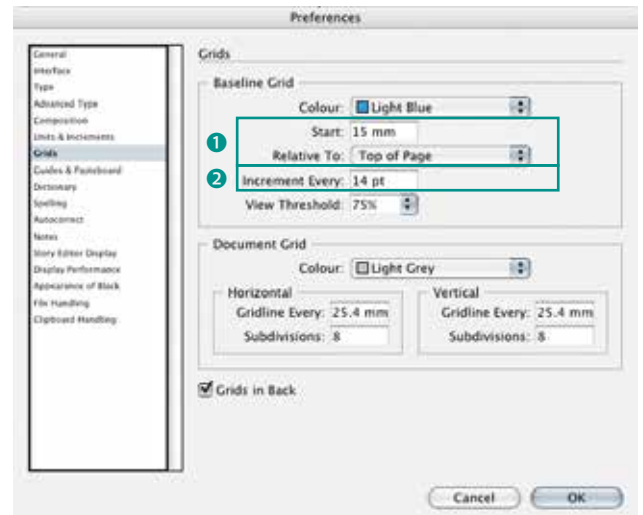 Preferences
General
Interface
Type
Advanced Type
Composition
Units & Increments
Grids
Guides & Pasteboard
Dictionary
Spelling
Autocorrect
Notes
Story Editor Display
Display Performance
Appearance of Black
File Handling
Clipboard Handling
Grids
Baseline Grid
Colour: Light Blue
1
Start: 15 mm
Relative To: Top of Page
2 Increment Every: 14 pt
View Threshold: 75%
Document Grid
Colour: Light Grey
Horizontal Vertical
Gridline Every: 25.4 mm Gridline Every: 25.4 mm
Subdivisions: 8 Subdivisions: 8
Grids in Back
Cancel OK